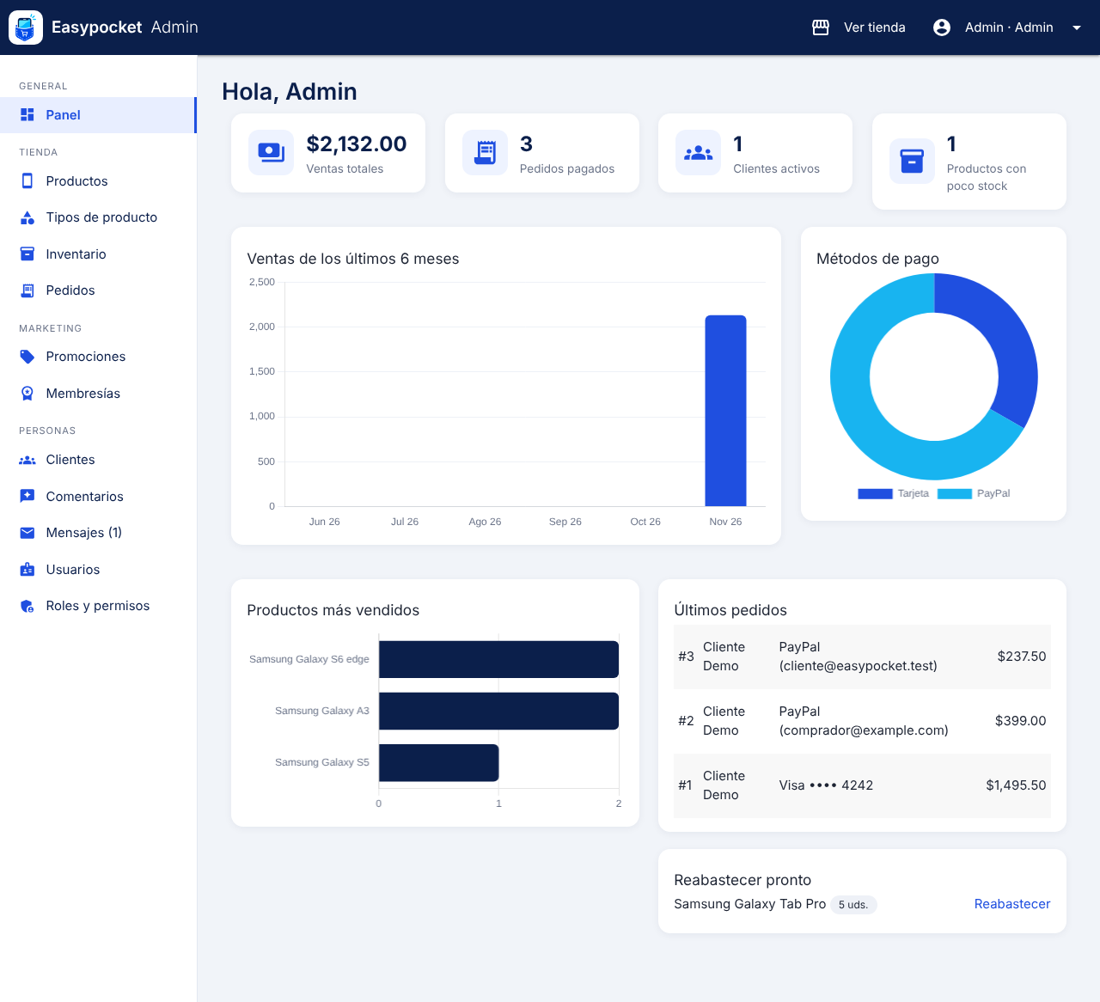 Easypocket Admin
Ver tienda
Admin · Admin
GENERAL
Panel
TIENDA
Productos
Tipos de producto
Inventario
Pedidos
MARKETING
Promociones
Membresías
PERSONAS
Clientes
Comentarios
Mensajes (1)
Usuarios
Roles y permisos
Hola, Admin
$2,132.00
Ventas totales
3
Pedidos pagados
1
Clientes activos
1
Productos con
poco stock
Ventas de los últimos 6 meses
2,500
2,000
1,500
1,000
500
0
Jun 26 Jul 26 Ago 26 Sep 26 Oct 26 Nov 26
Métodos de pago
Tarjeta PayPal
Productos más vendidos
Samsung Galaxy S6 edge
Samsung Galaxy A3
Samsung Galaxy S5
0 1 2
Últimos pedidos
#3 Cliente Demo PayPal (cliente@easypocket.test) $237.50
#2 Cliente Demo PayPal (comprador@example.com) $399.00
#1 Cliente Demo Visa •••• 4242 $1,495.50
Reabastecer pronto
Samsung Galaxy Tab Pro 5 uds. Reabastecer